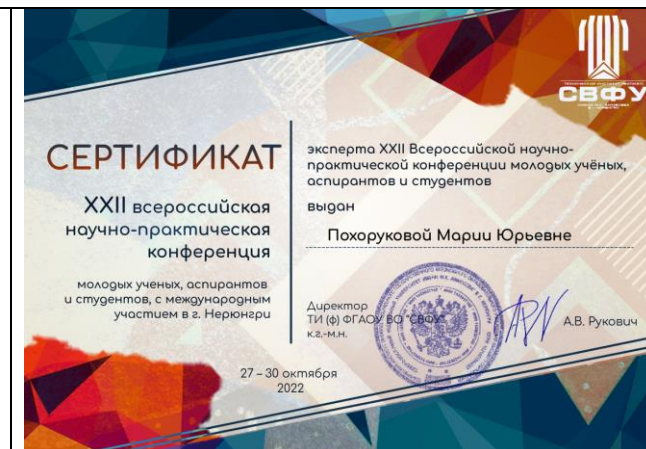 СВФУ
СЕРТИФИКАТ
XXII всероссийская
научно-практическая
конференция
молодых ученых, аспирантов
и студентов, с международным
участием в г. Нерюнгри
27 – 30 октября
2022
эксперта XXII Всероссийской научно-
практической конференции молодых учёных,
аспирантов и студентов
выдан
Похоруковой Марии Юрьевне
Директор
ТИ (ф) ФГАОУ ВО "СВФУ"
к.г.-м.н.
А.В. Рукович